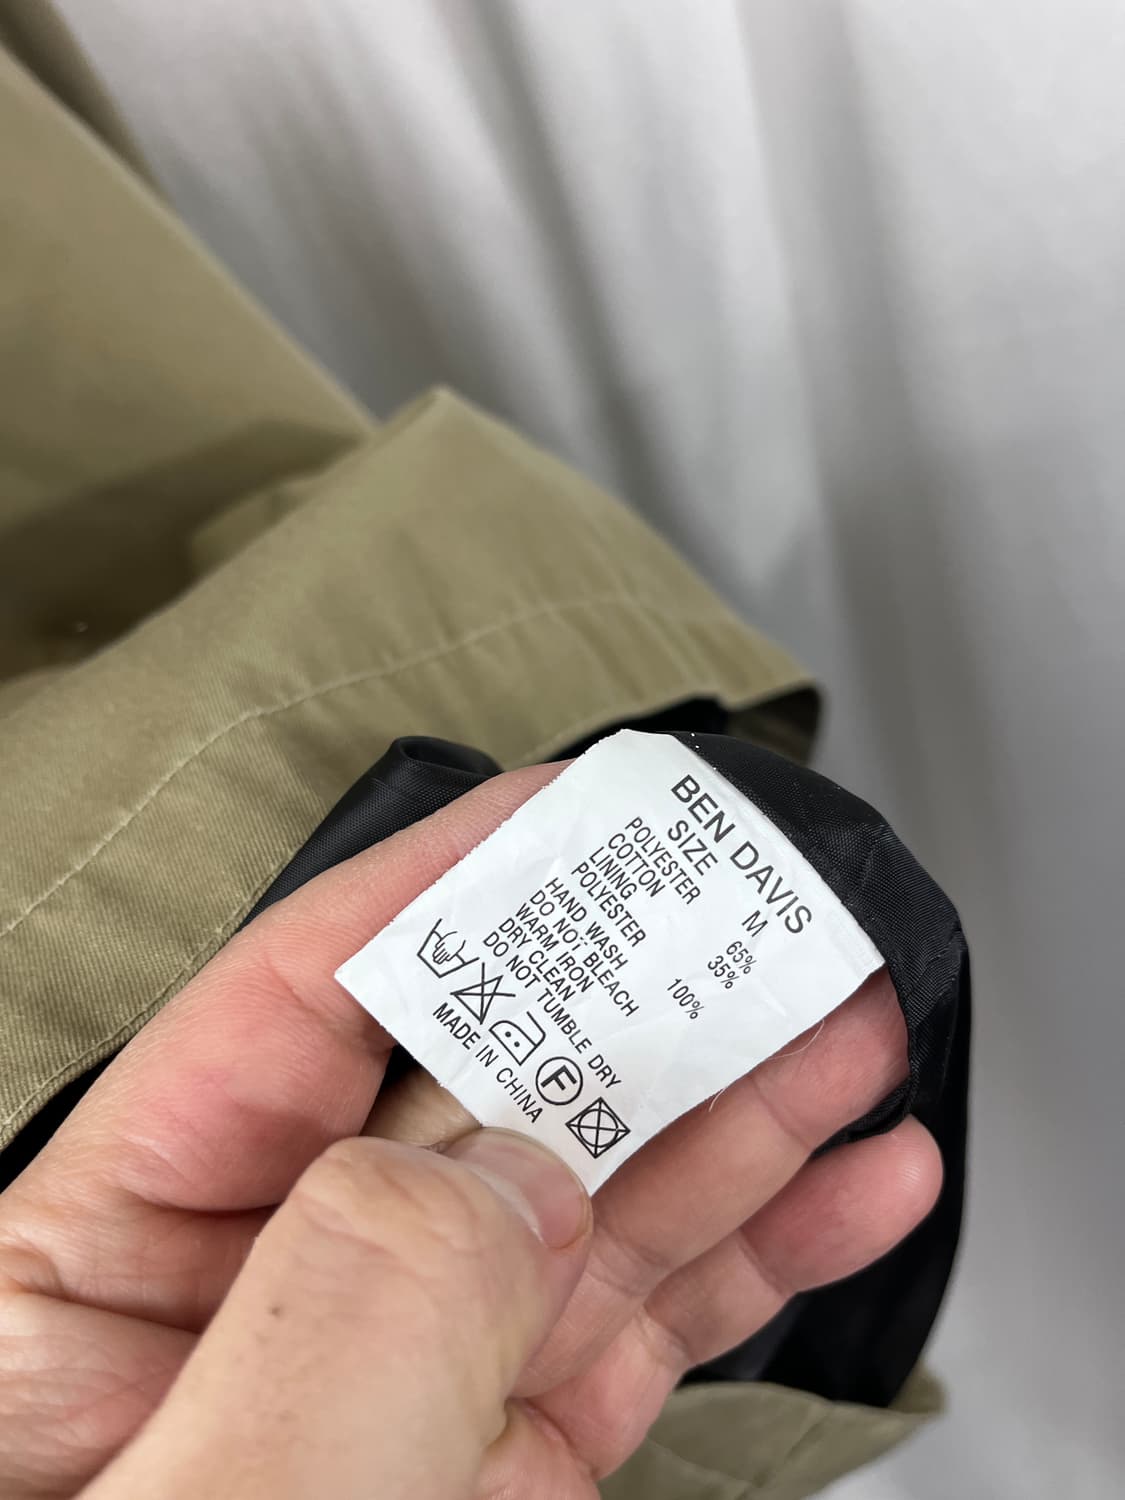 BEN DAVIS
SIZE M
POLYESTER 65%
COTTON 35%
LINING
POLYESTER 100%
HAND WASH
DO NOT BLEACH
WARM IRON
DRY CLEAN
DO NOT TUMBLE DRY
F
MADE IN CHINA